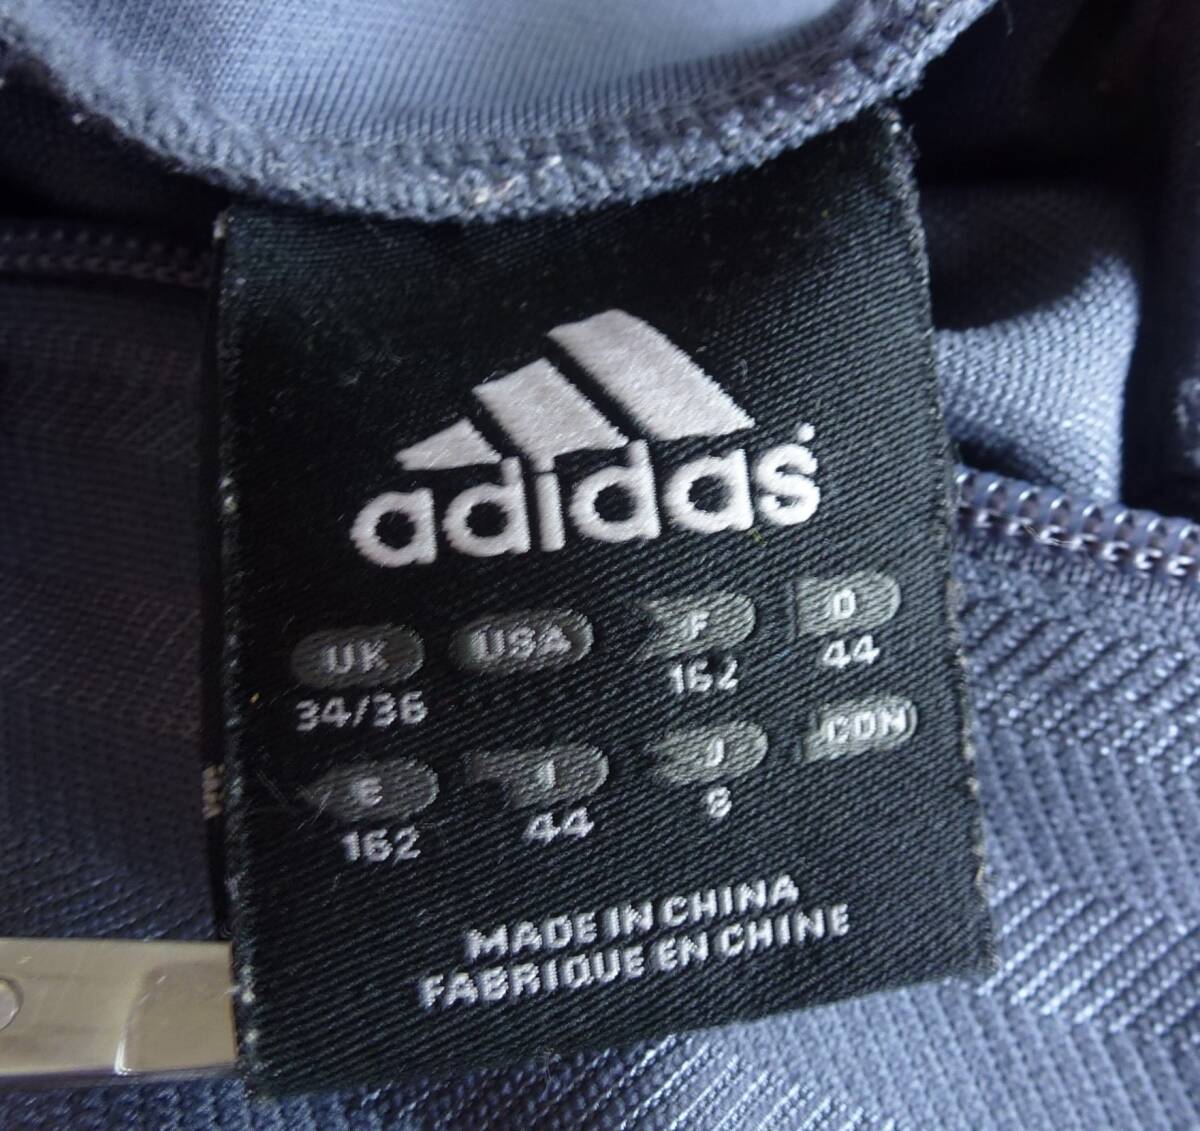 adidas
UK USA F D
34/36 162 44
E I J CDN
162 44 S
MADE IN CHINA
FABRIQUE EN CHINE